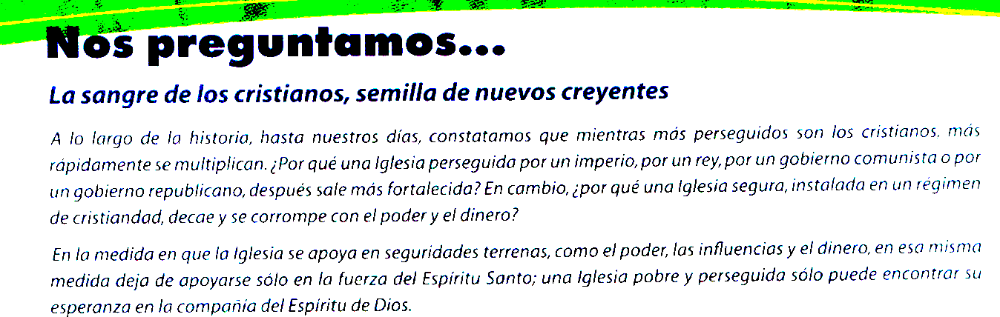 Nos preguntamos...
La sangre de los cristianos, semilla de nuevos creyentes
A lo largo de la historia, hasta nuestros días, constatamos que mientras más perseguidos son los cristianos, más
rápidamente se multiplican. ¿Por qué una Iglesia perseguida por un imperio, por un rey, por un gobierno comunista o por
un gobierno republicano, después sale más fortalecida? En cambio, ¿por qué una Iglesia segura, instalada en un régimen
de cristiandad, decae y se corrompe con el poder y el dinero?
En la medida en que la Iglesia se apoya en seguridades terrenas, como el poder, las influencias y el dinero, en esa misma
medida deja de apoyarse sólo en la fuerza del Espíritu Santo; una Iglesia pobre y perseguida sólo puede encontrar su
esperanza en la compañía del Espíritu de Dios.